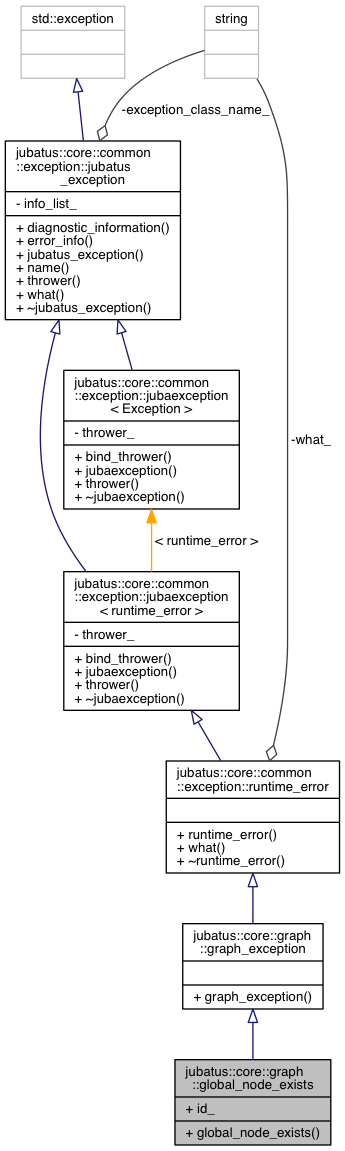 std::exception
string
-exception_class_name_
jubatus::core::common
::exception::jubatus
_exception
- info_list_
+ diagnostic_information()
+ error_info()
+ jubatus_exception()
+ name()
+ thrower()
+ what()
+ ~jubatus_exception()
jubatus::core::common
::exception::jubaexception
< Exception >
- thrower_
+ bind_thrower()
+ jubaexception()
+ thrower()
+ ~jubaexception()
-what_
< runtime_error >
jubatus::core::common
::exception::jubaexception
< runtime_error >
- thrower_
+ bind_thrower()
+ jubaexception()
+ thrower()
+ ~jubaexception()
jubatus::core::common
::exception::runtime_error
+ runtime_error()
+ what()
+ ~runtime_error()
jubatus::core::graph
::graph_exception
+ graph_exception()
jubatus::core::graph
::global_node_exists
+ id_
+ global_node_exists()